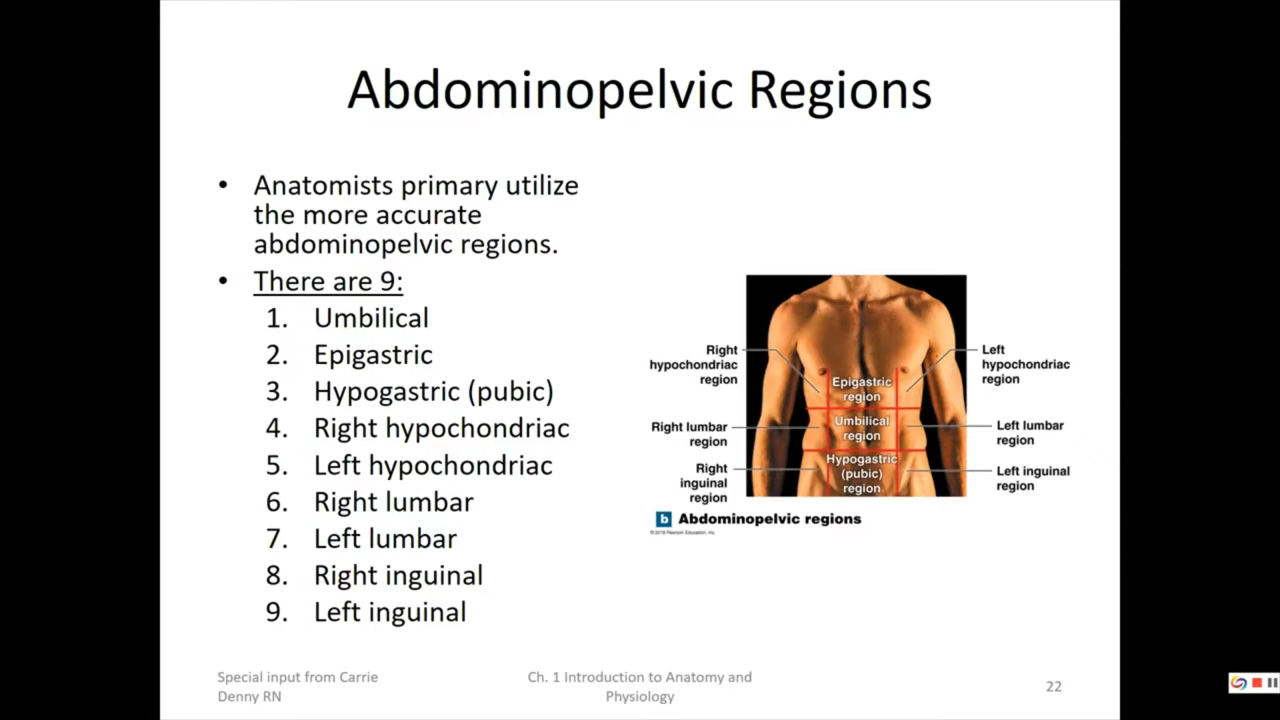 Abdominopelvic Regions
• Anatomists primary utilize
the more accurate
abdominopelvic regions.
• There are 9:
1. Umbilical
2. Epigastric
3. Hypogastric (pubic)
4. Right hypochondriac
5. Left hypochondriac
6. Right lumbar
7. Left lumbar
8. Right inguinal
9. Left inguinal
Right
hypochondriac
region
Right lumbar
region
Right
inguinal
region
Epigastric
region
Umbilical
region
Hypogastric
(pubic)
region
Left
hypochondriac
region
Left lumbar
region
Left inguinal
region
b Abdominopelvic regions
Special input from Carrie
Denny RN
Ch. 1 Introduction to Anatomy and
Physiology
22